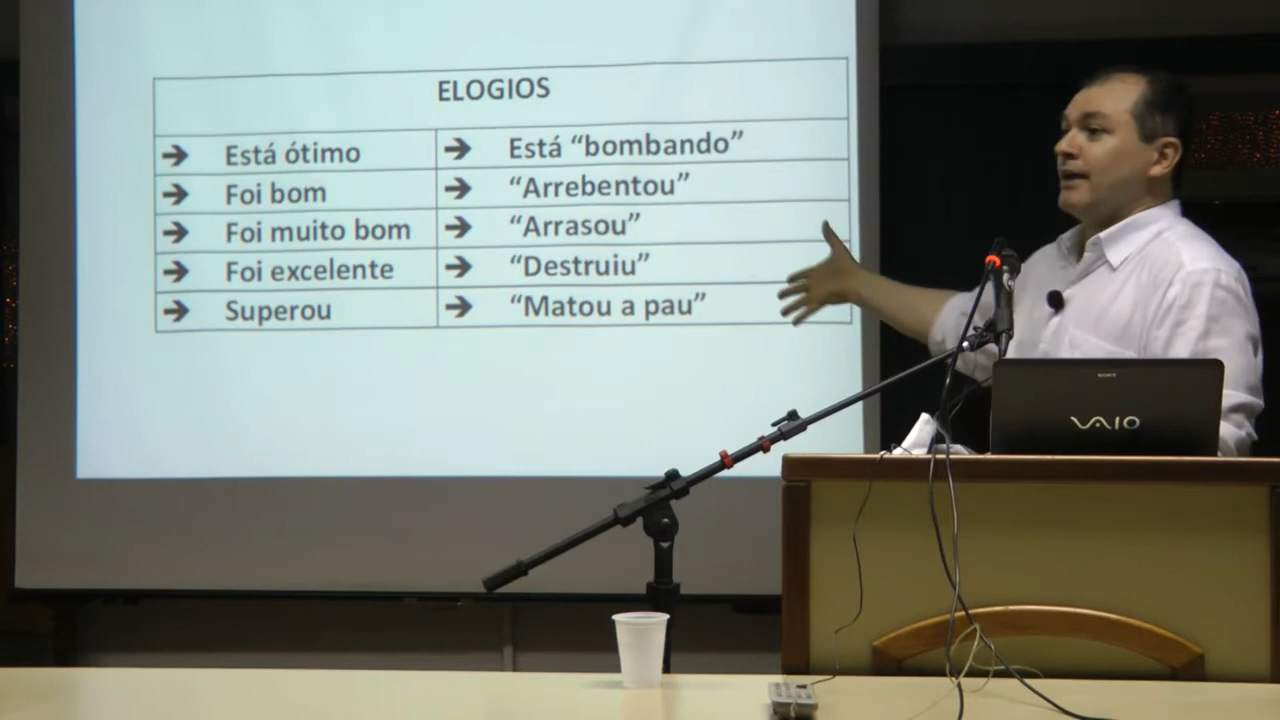 ELOGIOS
➔ Está ótimo ➔ Está “bombando”
➔ Foi bom ➔ “Arrebentou”
➔ Foi muito bom ➔ “Arrasou”
➔ Foi excelente ➔ “Destruiu”
➔ Superou ➔ “Matou a pau”
SONY
VAIO